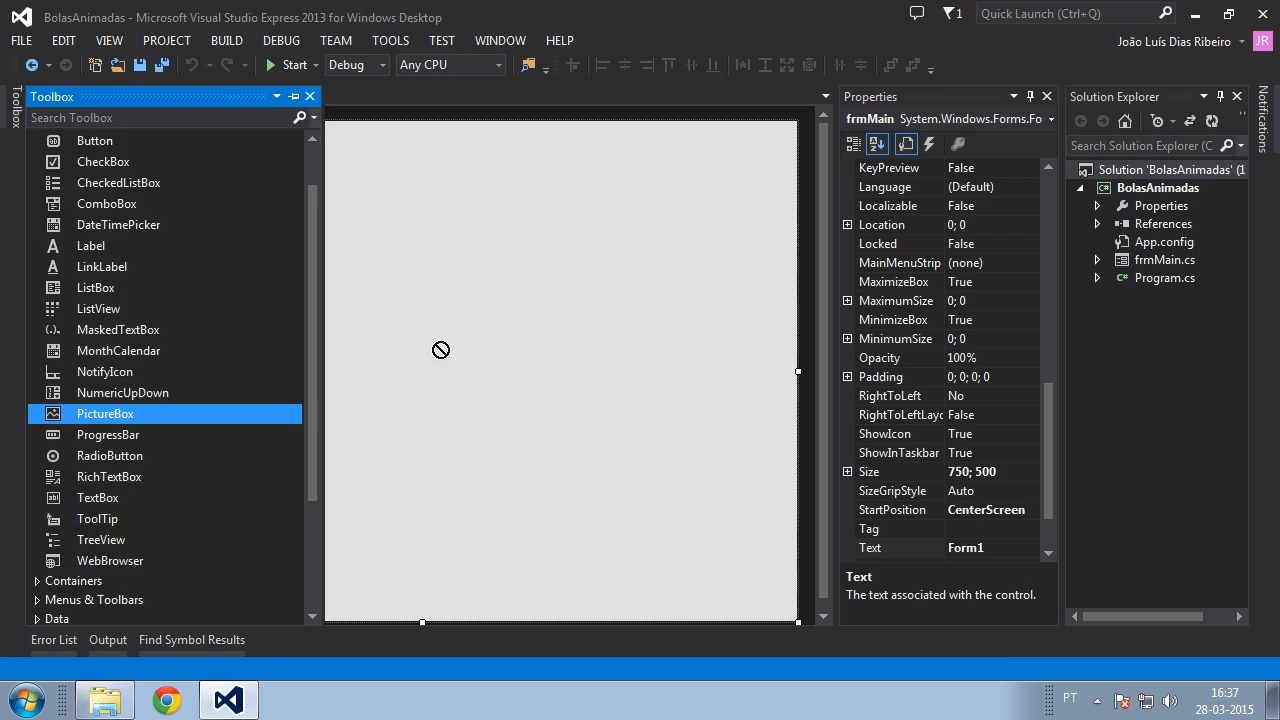 BolasAnimadas - Microsoft Visual Studio Express 2013 for Windows Desktop
1
Quick Launch (Ctrl+Q)
FILE EDIT VIEW PROJECT BUILD DEBUG TEAM TOOLS TEST WINDOW HELP
João Luís Dias Ribeiro
JR
Start
Debug
Any CPU
Toolbox
Toolbox
Search Toolbox
Button
CheckBox
CheckedListBox
ComboBox
DateTimePicker
Label
LinkLabel
ListBox
ListView
MaskedTextBox
MonthCalendar
NotifyIcon
NumericUpDown
PictureBox
ProgressBar
RadioButton
RichTextBox
TextBox
ToolTip
TreeView
WebBrowser
Containers
Menus & Toolbars
Data
Properties
frmMain System.Windows.Forms.Fo
KeyPreview False
Language (Default)
Localizable False
Location 0; 0
Locked False
MainMenuStrip (none)
MaximizeBox True
MaximumSize 0; 0
MinimizeBox True
MinimumSize 0; 0
Opacity 100%
Padding 0; 0; 0; 0
RightToLeft No
RightToLeftLayo False
ShowIcon True
ShowInTaskbar True
Size 750; 500
SizeGripStyle Auto
StartPosition CenterScreen
Tag
Text Form1
Text
The text associated with the control.
Solution Explorer
Search Solution Explorer (C
Solution 'BolasAnimadas' (1
BolasAnimadas
Properties
References
App.config
frmMain.cs
Program.cs
Notifications
Error List Output Find Symbol Results
PT
16:37
28-03-2015